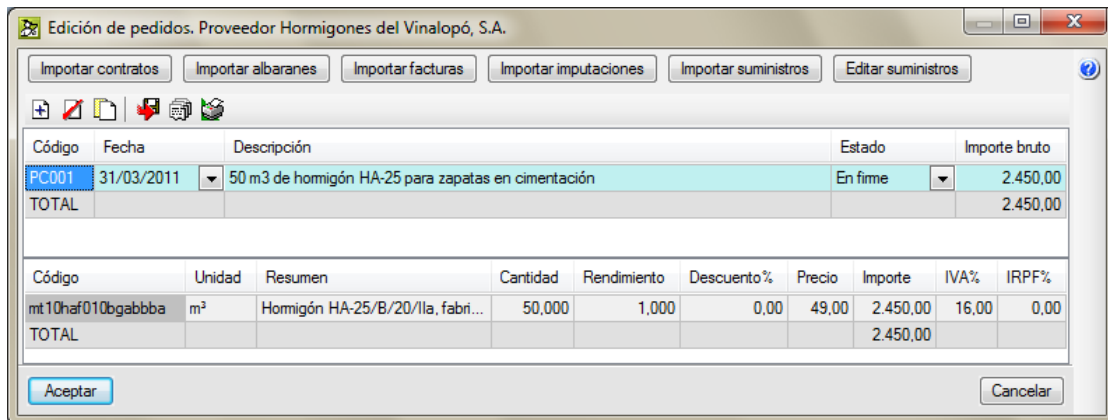 Edición de pedidos. Proveedor Hormigones del Vinalopó, S.A.
Importar contratos Importar albaranes Importar facturas Importar imputaciones Importar suministros Editar suministros
Código Fecha Descripción Estado Importe bruto
PC001 31/03/2011 50 m3 de hormigón HA-25 para zapatas en cimentación En firme 2.450,00
TOTAL 2.450,00
Código Unidad Resumen Cantidad Rendimiento Descuento% Precio Importe IVA% IRPF%
mt10haf010bgabbba m³ Hormigón HA-25/B/20/IIa, fabri... 50,000 1,000 0,00 49,00 2.450,00 16,00 0,00
TOTAL 2.450,00
Aceptar Cancelar